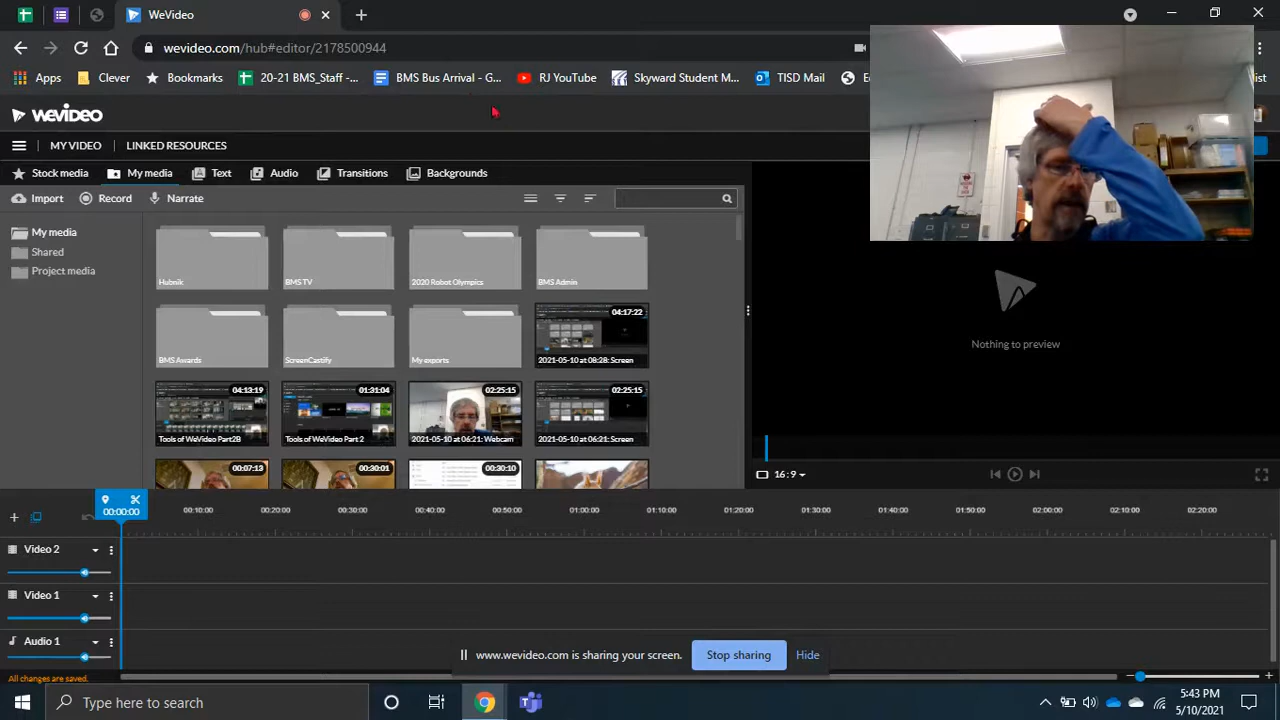 WeVideo
wevideo.com/hub#editor/2178500944
Apps
Clever
Bookmarks
20-21 BMS_Staff -...
BMS Bus Arrival - G...
RJ YouTube
Skyward Student M...
TISD Mail
WEVIDEO
MY VIDEO
LINKED RESOURCES
Stock media
My media
Text
Audio
Transitions
Backgrounds
Import
Record
Narrate
My media
Shared
Project media
Hubnik
BMS TV
2020 Robot Olympics
BMS Admin
BMS Awards
ScreenCastify
My exports
04:17:22
2021-05-10 at 08:28: Screen
04:13:19
Tools of WeVideo Part2B
01:31:04
Tools of WeVideo Part 2
02:25:15
2021-05-10 at 06:21: Webcam
02:25:15
2021-05-10 at 06:21: Screen
00:07:13
00:30:01
00:30:10
Nothing to preview
16:9
00:00:00
00:10:00
00:20:00
00:30:00
00:40:00
00:50:00
01:00:00
01:10:00
01:20:00
01:30:00
01:40:00
01:50:00
02:00:00
02:10:00
02:20:00
Video 2
Video 1
Audio 1
www.wevideo.com is sharing your screen.
Stop sharing
Hide
All changes are saved.
Type here to search
5:43 PM
5/10/2021